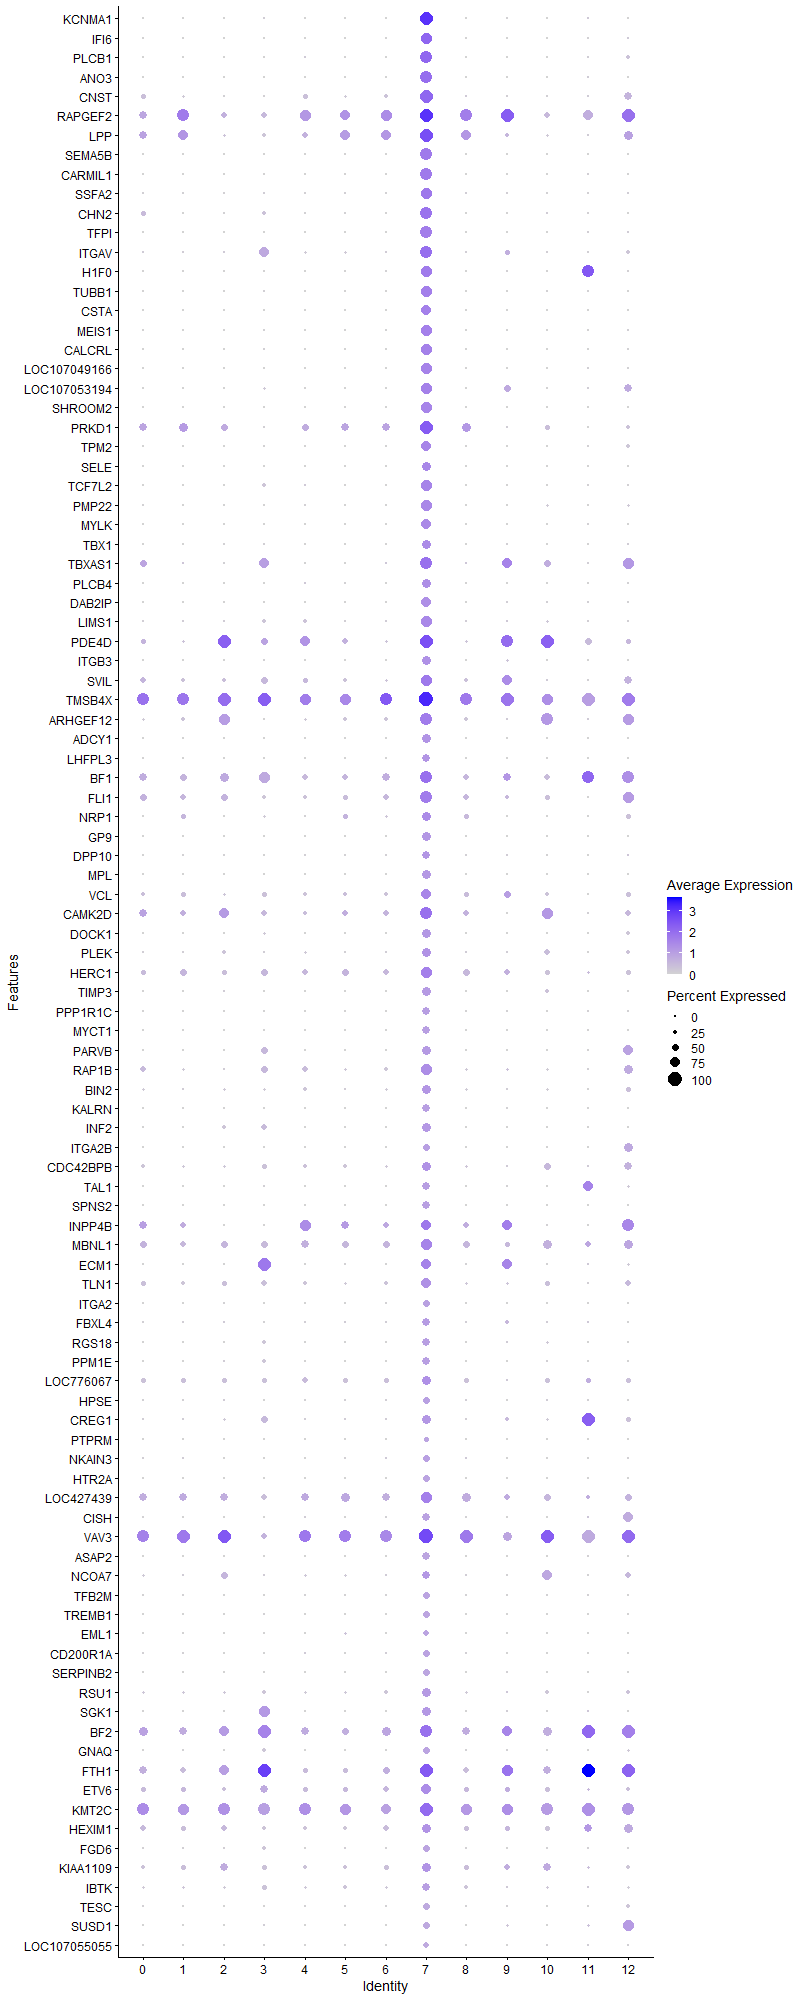 KCNMA1
IFI6
PLCB1
ANO3
CNST
RAPGEF2
LPP
SEMA5B
CARMIL1
SSFA2
CHN2
TFPI
ITGAV
H1F0
TUBB1
CSTA
MEIS1
CALCRL
LOC107049166
LOC107053194
SHROOM2
PRKD1
TPM2
SELE
TCF7L2
PMP22
MYLK
TBX1
TBXAS1
PLCB4
DAB2IP
LIMS1
PDE4D
ITGB3
SVIL
TMSB4X
ARHGEF12
ADCY1
LHFPL3
BF1
FLI1
NRP1
GP9
DPP10
MPL
VCL
CAMK2D
DOCK1
PLEK
HERC1
TIMP3
PPP1R1C
MYCT1
PARVB
RAP1B
BIN2
KALRN
INF2
ITGA2B
CDC42BPB
TAL1
SPNS2
INPP4B
MBNL1
ECM1
TLN1
ITGA2
FBXL4
RGS18
PPM1E
LOC776067
HPSE
CREG1
PTPRM
NKAIN3
HTR2A
LOC427439
CISH
VAV3
ASAP2
NCOA7
TFB2M
TREMB1
EML1
CD200R1A
SERPINB2
RSU1
SGK1
BF2
GNAQ
FTH1
ETV6
KMT2C
HEXIM1
FGD6
KIAA1109
IBTK
TESC
SUSD1
LOC107055055
Features
0 1 2 3 4 5 6 7 8 9 10 11 12
Identity
Average Expression
3
2
1
0
Percent Expressed
0
25
50
75
100